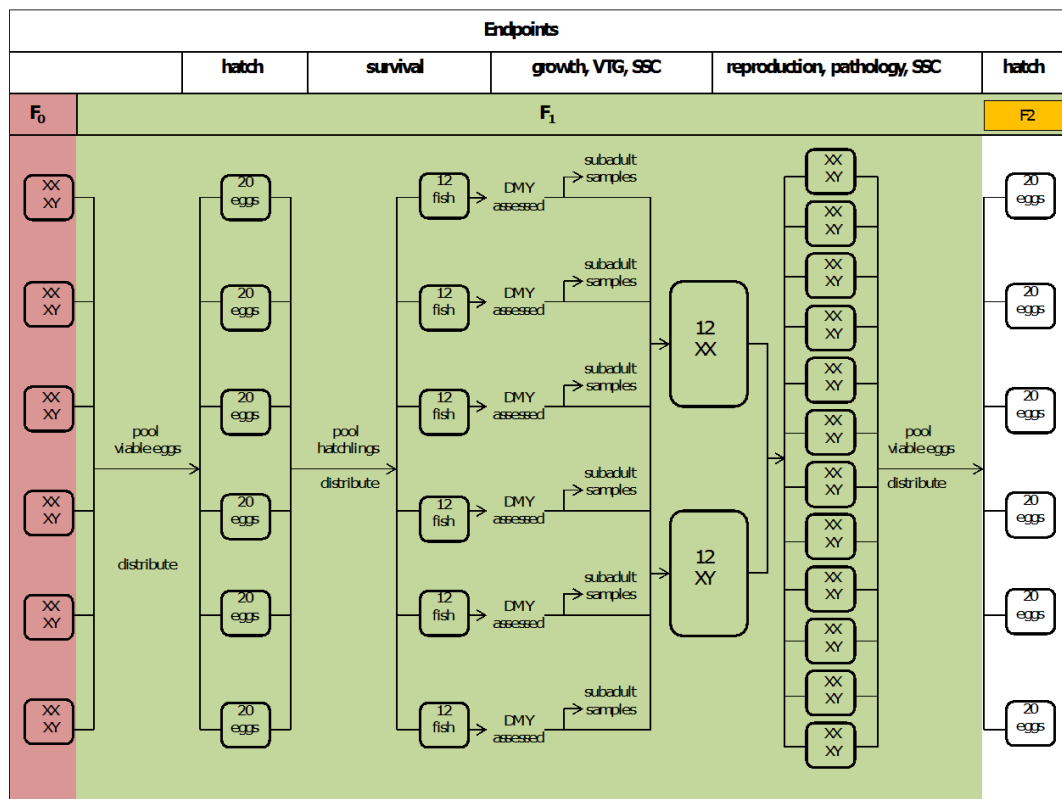 Endpoints
hatch
survival
growth, VTG, SSC
reproduction, pathology, SSC
hatch
F0
F1
F2
XX
XY
XX
XY
XX
XY
XX
XY
XX
XY
XX
XY
pool
viable eggs
distribute
20
eggs
20
eggs
20
eggs
20
eggs
20
eggs
20
eggs
pool
hatchlings
distribute
12
fish
12
fish
12
fish
12
fish
12
fish
12
fish
DMY
assessed
DMY
assessed
DMY
assessed
DMY
assessed
DMY
assessed
DMY
assessed
subadult
samples
subadult
samples
subadult
samples
subadult
samples
subadult
samples
subadult
samples
12
XX
12
XY
XX
XY
XX
XY
XX
XY
XX
XY
XX
XY
XX
XY
XX
XY
XX
XY
XX
XY
XX
XY
XX
XY
XX
XY
pool
viable eggs
distribute
20
eggs
20
eggs
20
eggs
20
eggs
20
eggs
20
eggs